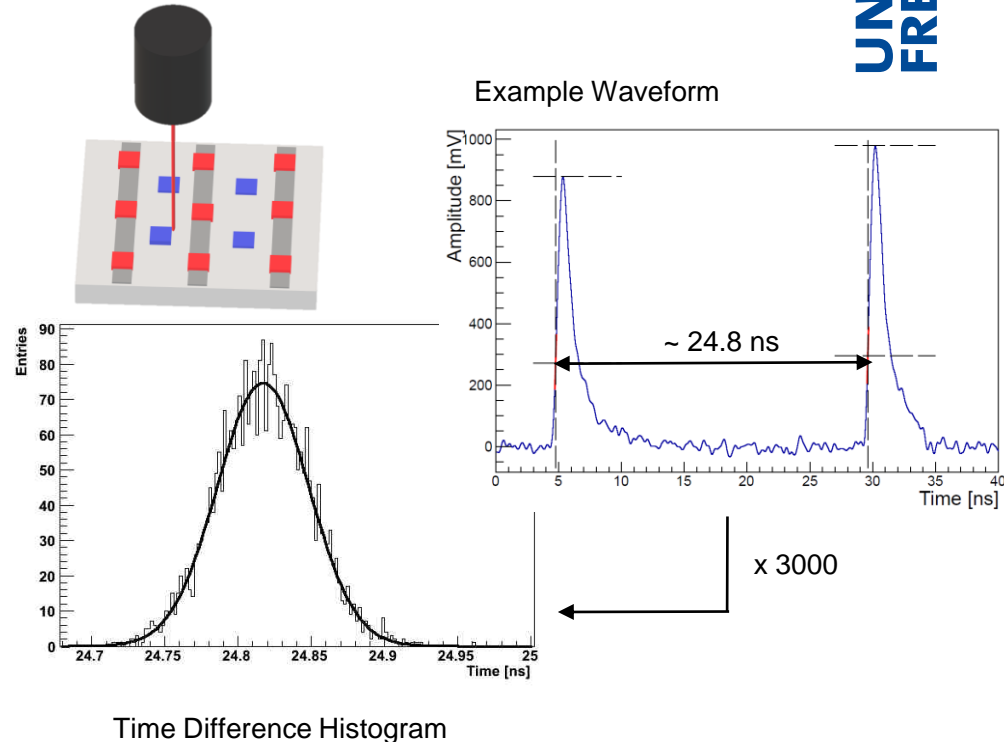 UN
FRE
Example Waveform
Amplitude [mV]
1000
800
600
400
200
0
~ 24.8 ns
0 5 10 15 20 25 30 35 40
Time [ns]
x 3000
Entries
90
80
70
60
50
40
30
20
10
0
24.7 24.75 24.8 24.85 24.9 24.95 25
Time [ns]
Time Difference Histogram